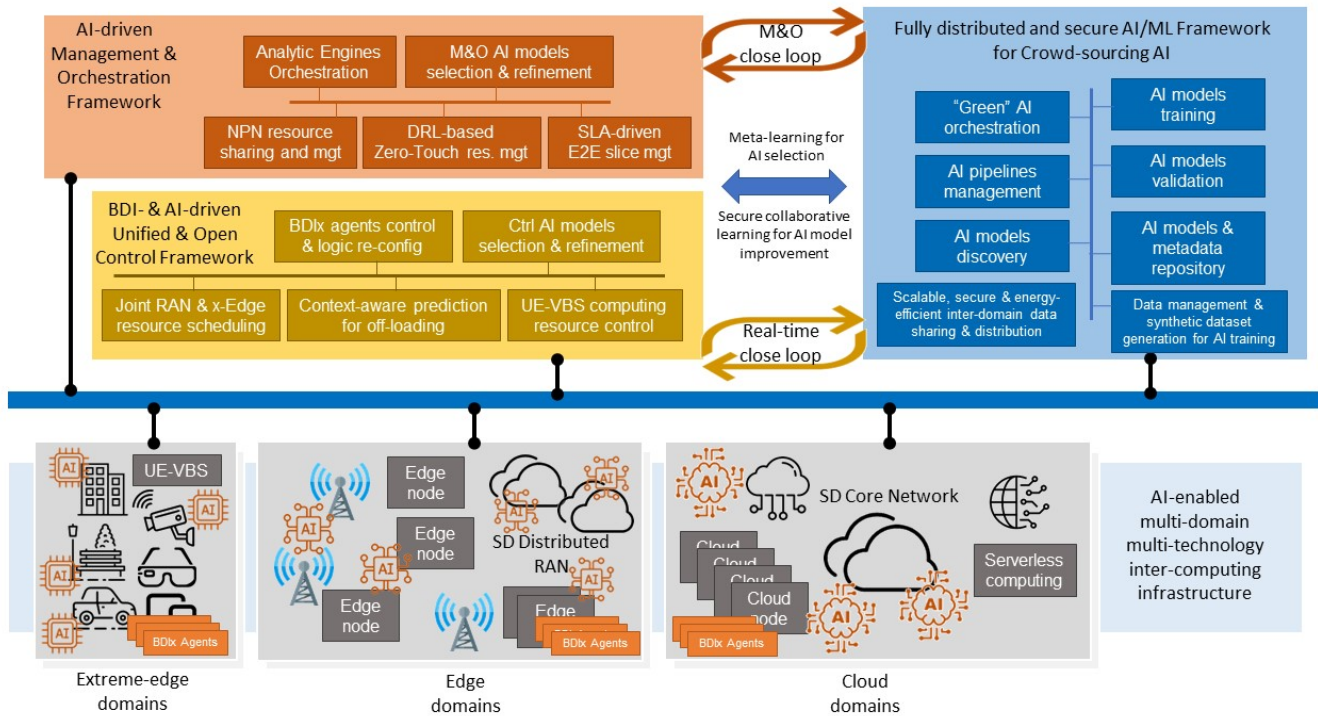 AI-driven
Management &
Orchestration
Framework
Analytic Engines
Orchestration
M&O AI models
selection & refinement
NPN resource
sharing and mgt
DRL-based
Zero-Touch res. mgt
SLA-driven
E2E slice mgt
M&O
close loop
Fully distributed and secure AI/ML Framework
for Crowd-sourcing AI
"Green" AI
orchestration
AI models
training
AI pipelines
management
AI models
validation
AI models
discovery
AI models &
metadata
repository
Scalable, secure & energy-
efficient inter-domain data
sharing & distribution
Data management &
synthetic dataset
generation for AI training
Meta-learning for
AI selection
Secure collaborative
learning for AI model
improvement
BDI- & AI-driven
Unified & Open
Control Framework
BDIx agents control
& logic re-config
Ctrl AI models
selection & refinement
Joint RAN & x-Edge
resource scheduling
Context-aware prediction
for off-loading
UE-VBS computing
resource control
Real-time
close loop
AI
UE-VBS
AI
AI
AI
BDIx Agents
Extreme-edge
domains
Edge
node
AI
Edge
node
AI
Edge
node
AI
AI
SD Distributed
RAN
AI
Edge
BDIx Agents
Edge
domains
AI
SD Core Network
Cloud
Cloud
Cloud
Cloud
node
AI
AI
Serverless
computing
BDIx Agents
Cloud
domains
AI-enabled
multi-domain
multi-technology
inter-computing
infrastructure